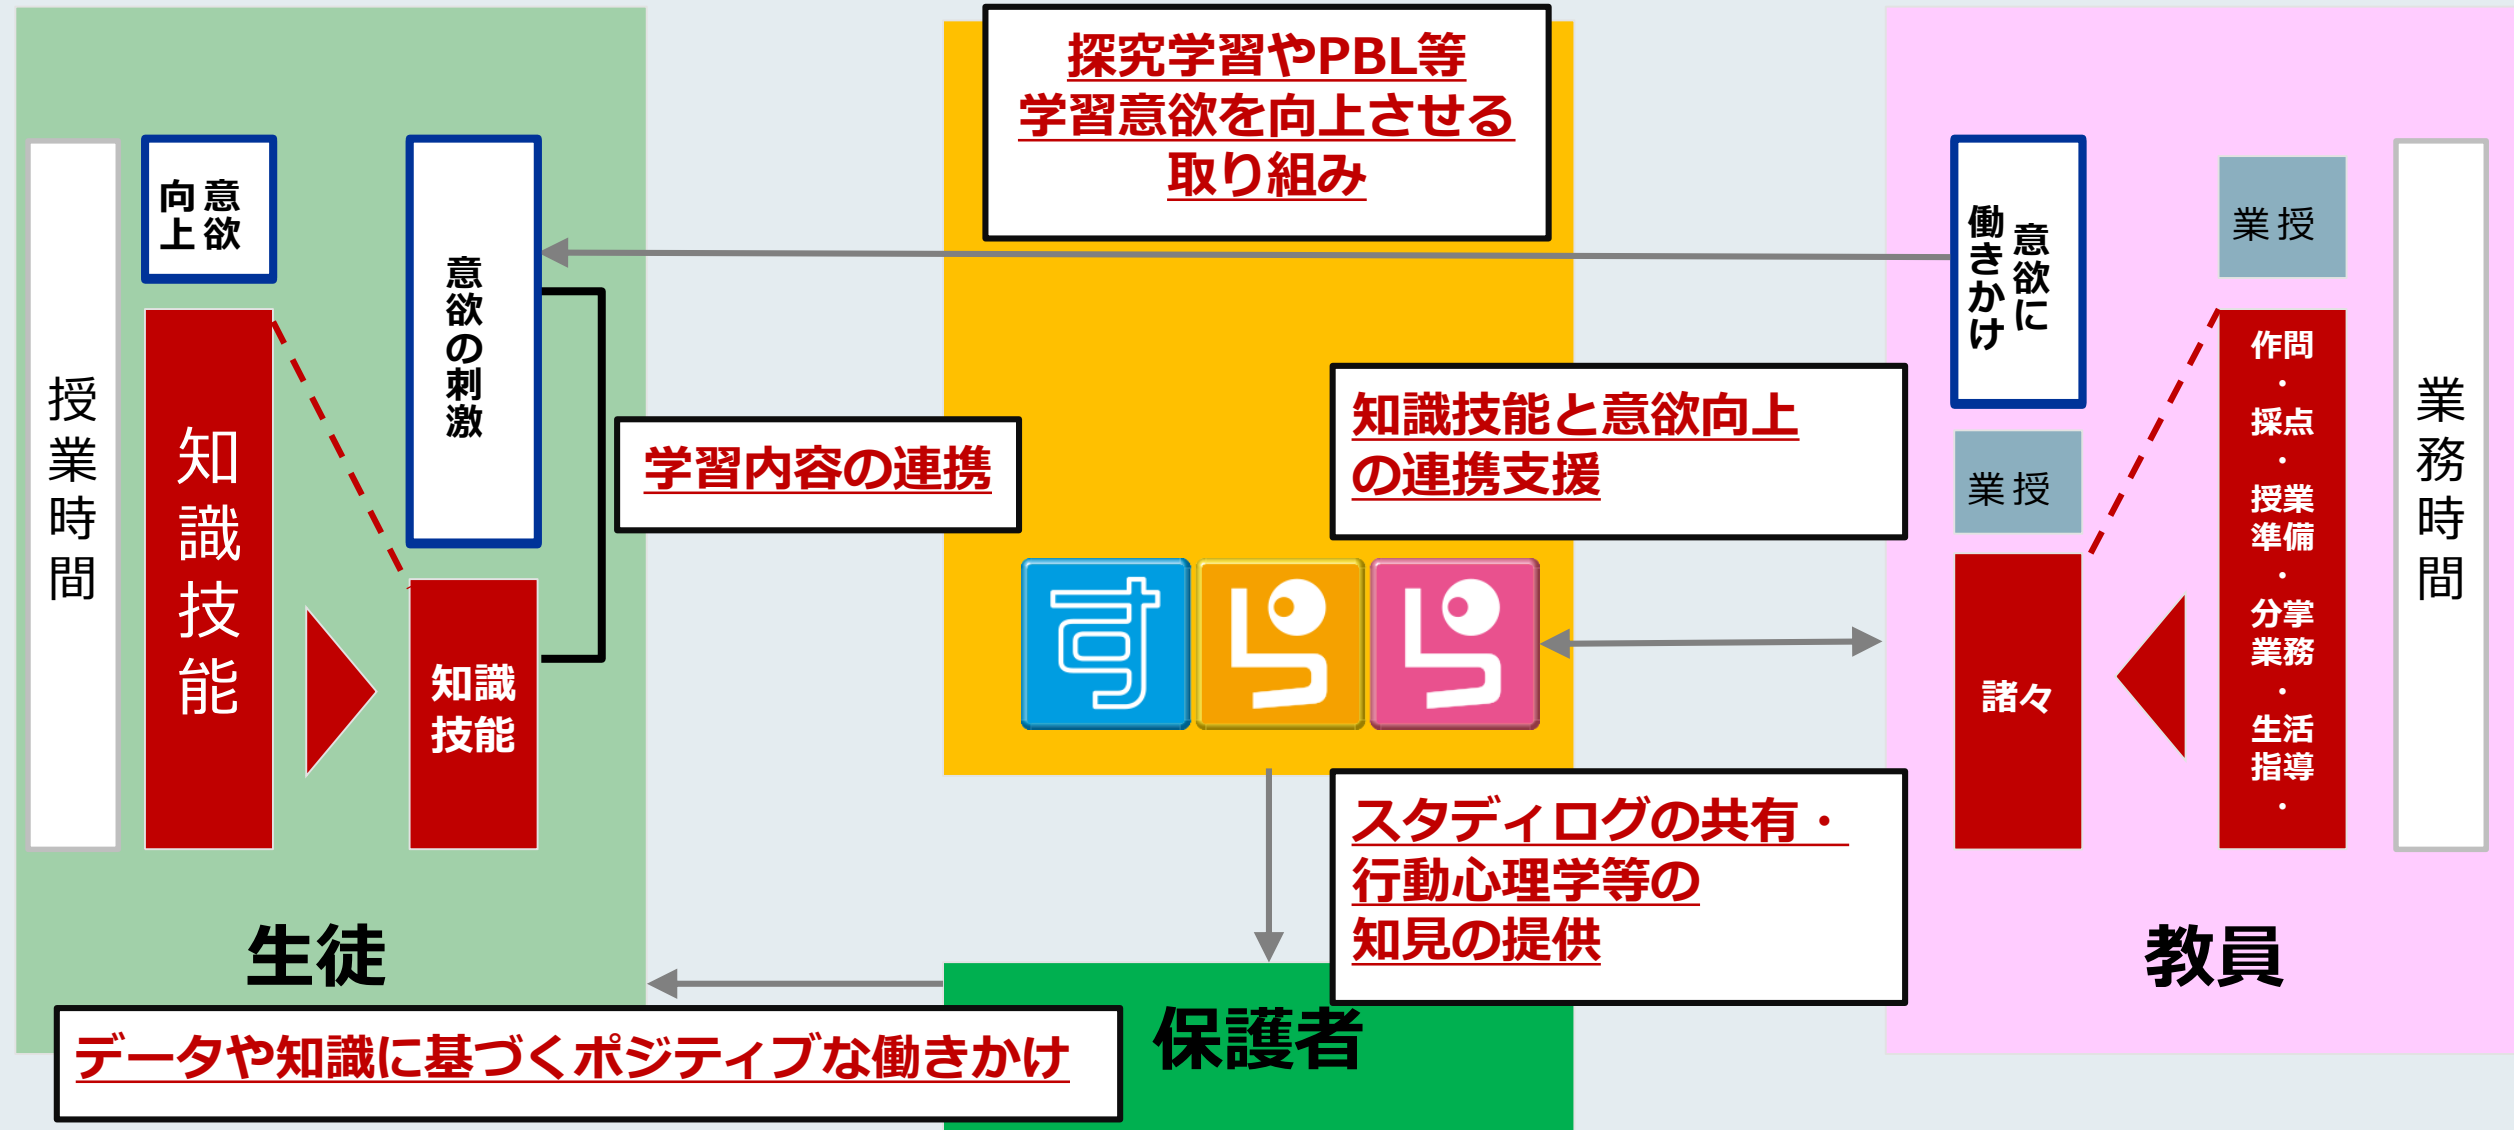 探究学習やPBL等
学習意欲を向上させる
取り組み
授業時間
意欲
向上
知識技能
意欲の刺激
知識
技能
生徒
学習内容の連携
知識技能と意欲向上
の連携支援
すらら
スタディログの共有・
行動心理学等の
知見の提供
保護者
データや知識に基づくポジティブな働きかけ
意欲に
働きかけ
授業
諸々
授業
作問
・
採点
・
授業
準備
・
分掌
業務
・
生活
指導
・
業務時間
教員